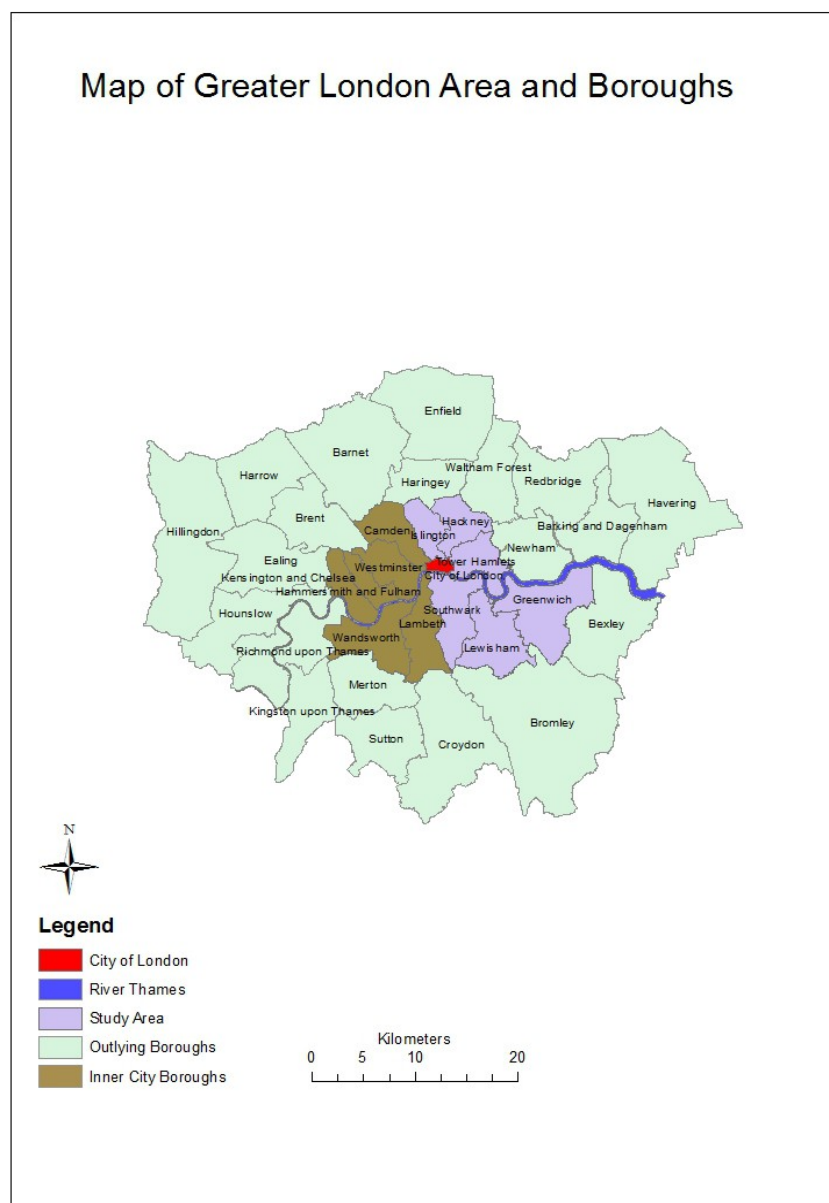 Map of Greater London Area and Boroughs
Enfield
Barnet
Waltham Forest
Harrow
Haringey
Redbridge
Havering
Brent
Hackney
Barking and Dagenham
Hillingdon
Camden
Islington
Newham
Ealing
Tower Hamlets
Westminster
City of London
Kensington and Chelsea
Hammersmith and Fulham
Greenwich
Hounslow
Southwark
Lambeth
Bexley
Wandsworth
Richmond upon Thames
Lewisham
Merton
Kingston upon Thames
Bromley
Sutton
Croydon
N
Legend
City of London
River Thames
Study Area
Outlying Boroughs
Inner City Boroughs
Kilometers
0 5 10 20